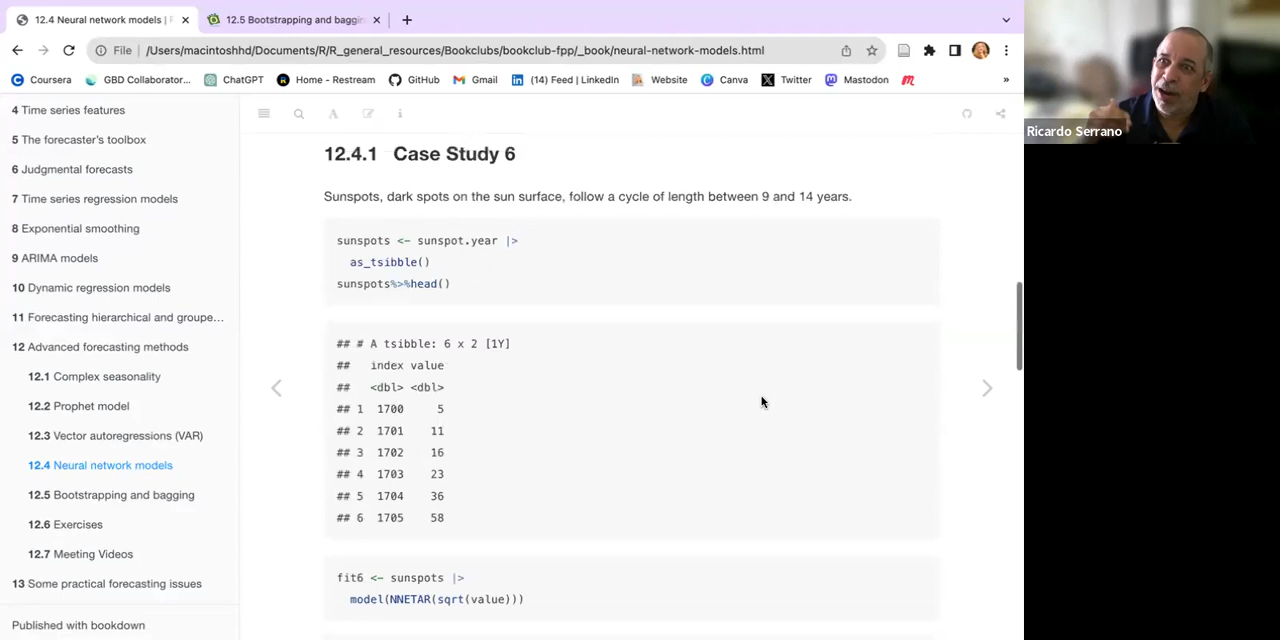 12.4 Neural network models |
12.5 Bootstrapping and baggin
File
/Users/macintoshhd/Documents/R/R_general_resources/Bookclubs/bookclub-fpp/_book/neural-network-models.html
Coursera
GBD Collaborator...
ChatGPT
Home - Restream
GitHub
Gmail
(14) Feed | LinkedIn
Website
Canva
Twitter
Mastodon
»
4 Time series features
5 The forecaster's toolbox
6 Judgmental forecasts
7 Time series regression models
8 Exponential smoothing
9 ARIMA models
10 Dynamic regression models
11 Forecasting hierarchical and groupe...
12 Advanced forecasting methods
12.1 Complex seasonality
12.2 Prophet model
12.3 Vector autoregressions (VAR)
12.4 Neural network models
12.5 Bootstrapping and bagging
12.6 Exercises
12.7 Meeting Videos
13 Some practical forecasting issues
Published with bookdown
12.4.1 Case Study 6
Sunspots, dark spots on the sun surface, follow a cycle of length between 9 and 14 years.
sunspots <- sunspot.year |>
as_tsibble()
sunspots%>%head()
## # A tsibble: 6 x 2 [1Y]
## index value
## <dbl> <dbl>
## 1 1700 5
## 2 1701 11
## 3 1702 16
## 4 1703 23
## 5 1704 36
## 6 1705 58
fit6 <- sunspots |>
model(NNETAR(sqrt(value)))
Ricardo Serrano